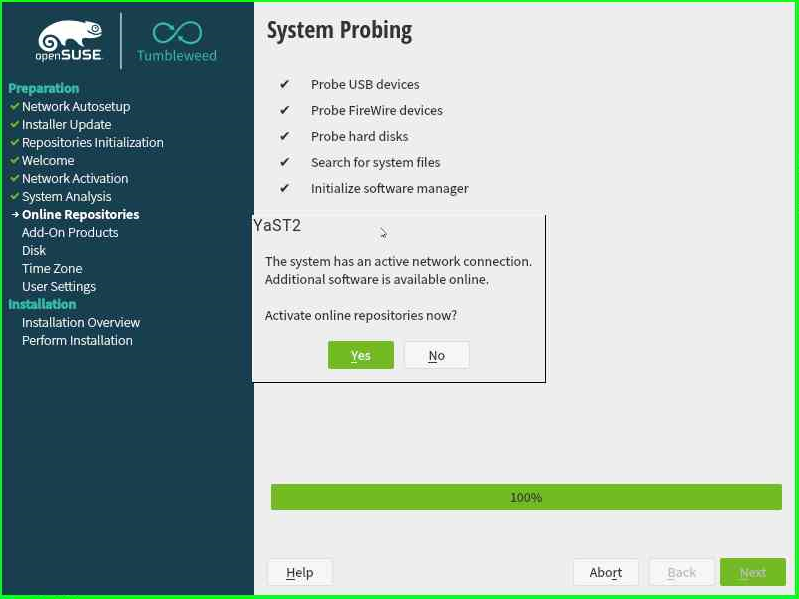 openSUSE
Tumbleweed
Preparation
Network Autosetup
Installer Update
Repositories Initialization
Welcome
Network Activation
System Analysis
Online Repositories
Add-On Products
Disk
Time Zone
User Settings
Installation
Installation Overview
Perform Installation
System Probing
Probe USB devices
Probe FireWire devices
Probe hard disks
Search for system files
Initialize software manager
YaST2
The system has an active network connection.
Additional software is available online.
Activate online repositories now?
Yes
No
100%
Help
Abort
Back
Next